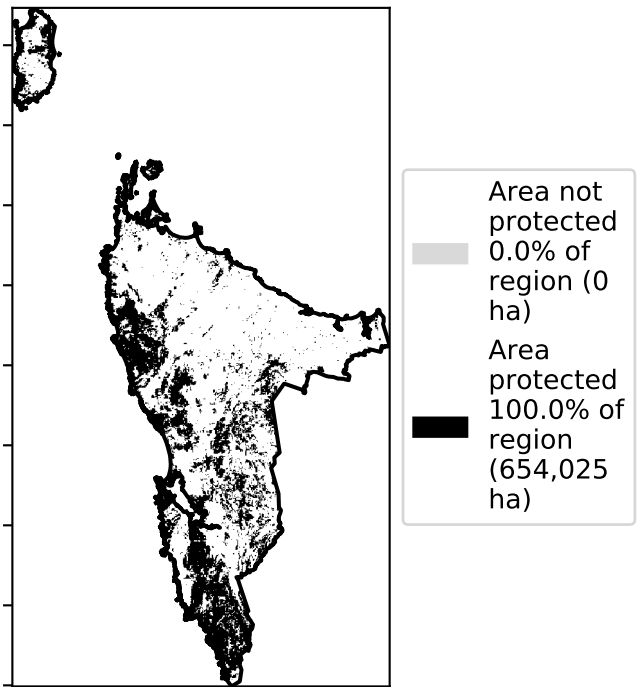 Area not
protected
0.0% of
region (0
ha)
Area
protected
100.0% of
region
(654,025
ha)